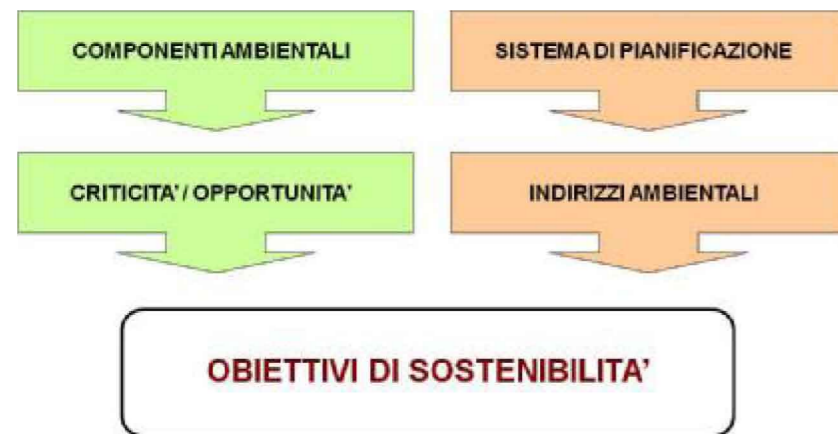 COMPONENTI AMBIENTALI
SISTEMA DI PIANIFICAZIONE
CRITICITA' / OPPORTUNITA'
INDIRIZZI AMBIENTALI
OBIETTIVI DI SOSTENIBILITA'